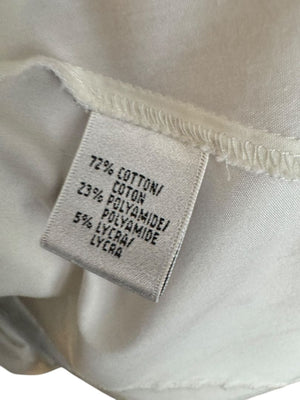 72% COTTON/
COTON
23% POLYAMIDE/
POLYAMIDE
5% LYCRA/
LYCRA